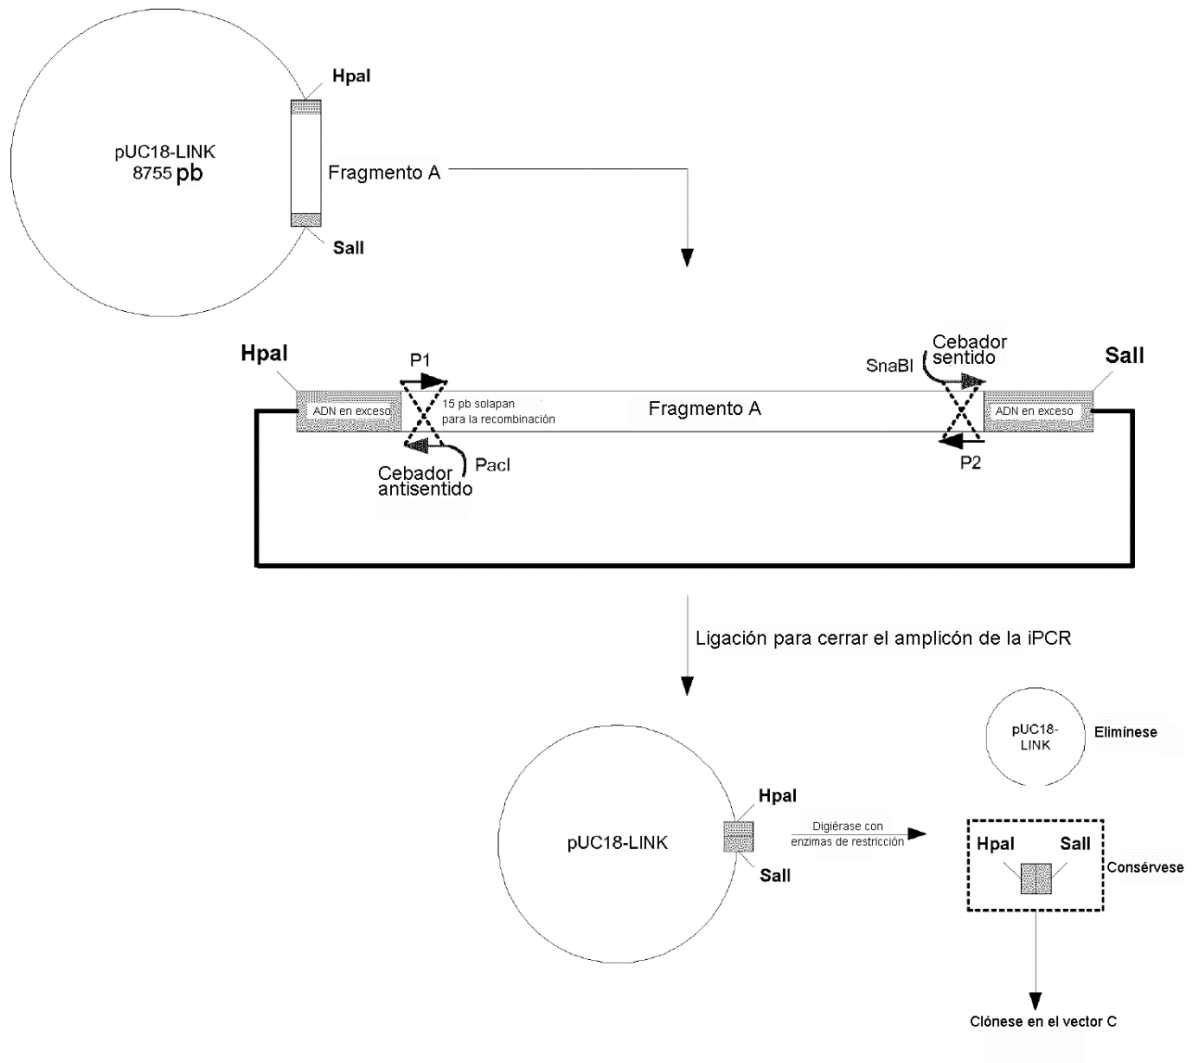 HpaI
pUC18-LINK
8755 pb
Fragmento A
SalI
HpaI
P1
SnaBI
Cebador
sentido
SalI
ADN en exceso
15 pb solapan
para la recombinación
Fragmento A
ADN en exceso
Cebador
antisentido
PacI
P2
Ligación para cerrar el amplicón de la iPCR
pUC18-
LINK
Elimínese
HpaI
pUC18-LINK
Digiérase con
enzimas de restricción
SalI
HpaI
SalI
Consérvese
Clónese en el vector C